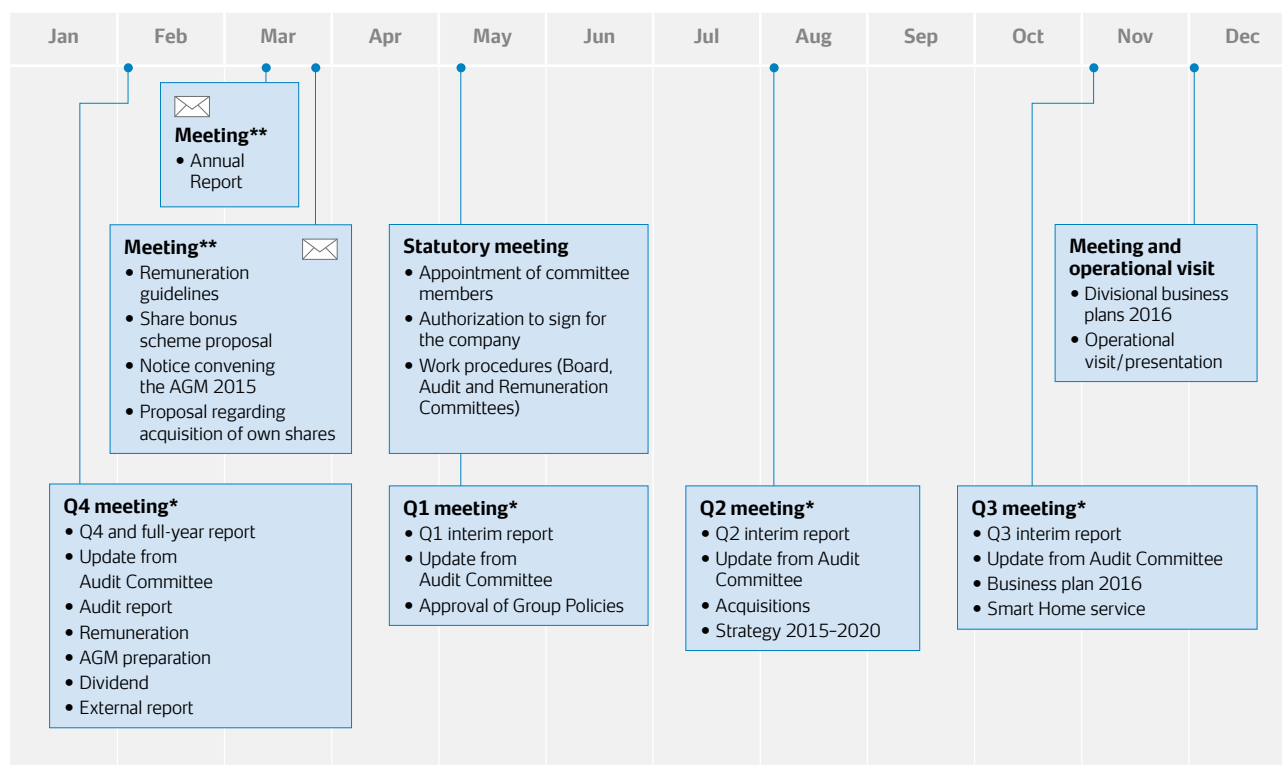 Jan Feb Mar Apr May Jun Jul Aug Sep Oct Nov Dec
Meeting**
• Annual
Report
Meeting**
• Remuneration
guidelines
• Share bonus
scheme proposal
• Notice convening
the AGM 2015
• Proposal regarding
acquisition of own shares
Statutory meeting
• Appointment of committee
members
• Authorization to sign for
the company
• Work procedures (Board,
Audit and Remuneration
Committees)
Meeting and
operational visit
• Divisional business
plans 2016
• Operational
visit/presentation
Q4 meeting*
• Q4 and full-year report
• Update from
Audit Committee
• Audit report
• Remuneration
• AGM preparation
• Dividend
• External report
Q1 meeting*
• Q1 interim report
• Update from
Audit Committee
• Approval of Group Policies
Q2 meeting*
• Q2 interim report
• Update from Audit
Committee
• Acquisitions
• Strategy 2015–2020
Q3 meeting*
• Q3 interim report
• Update from Audit Committee
• Business plan 2016
• Smart Home service